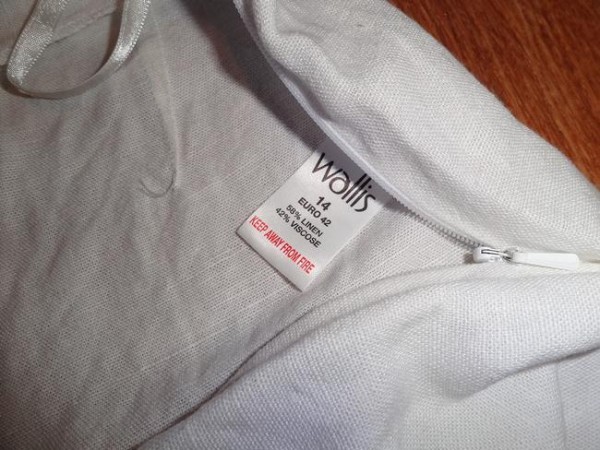 wallis
14
EURO 42
58% LINEN
42% VISCOSE
KEEP AWAY FROM FIRE